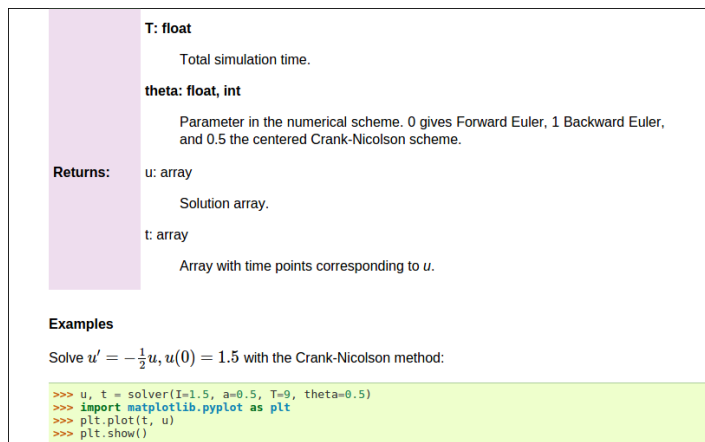 T: float
Total simulation time.
theta: float, int
Parameter in the numerical scheme. 0 gives Forward Euler, 1 Backward Euler,
and 0.5 the centered Crank-Nicolson scheme.
Returns: u: array
Solution array.
t: array
Array with time points corresponding to u.
Examples
Solve u′ = −½u, u(0) = 1.5 with the Crank-Nicolson method:
>>> u, t = solver(I=1.5, a=0.5, T=9, theta=0.5)
>>> import matplotlib.pyplot as plt
>>> plt.plot(t, u)
>>> plt.show()